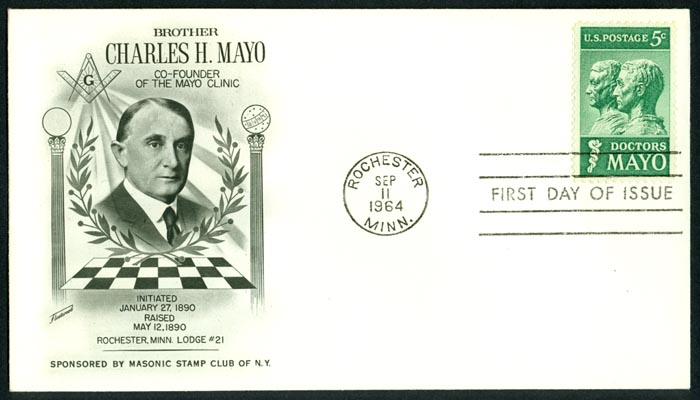 BROTHER
CHARLES H. MAYO
CO-FOUNDER
OF THE MAYO CLINIC
G
INITIATED
JANUARY 27, 1890
RAISED
MAY 12, 1890
ROCHESTER, MINN. LODGE #21
SPONSORED BY MASONIC STAMP CLUB OF N.Y.
Fleetwood
ROCHESTER
SEP
11
1964
MINN.
U.S. POSTAGE 5¢
DOCTORS
MAYO
FIRST DAY OF ISSUE